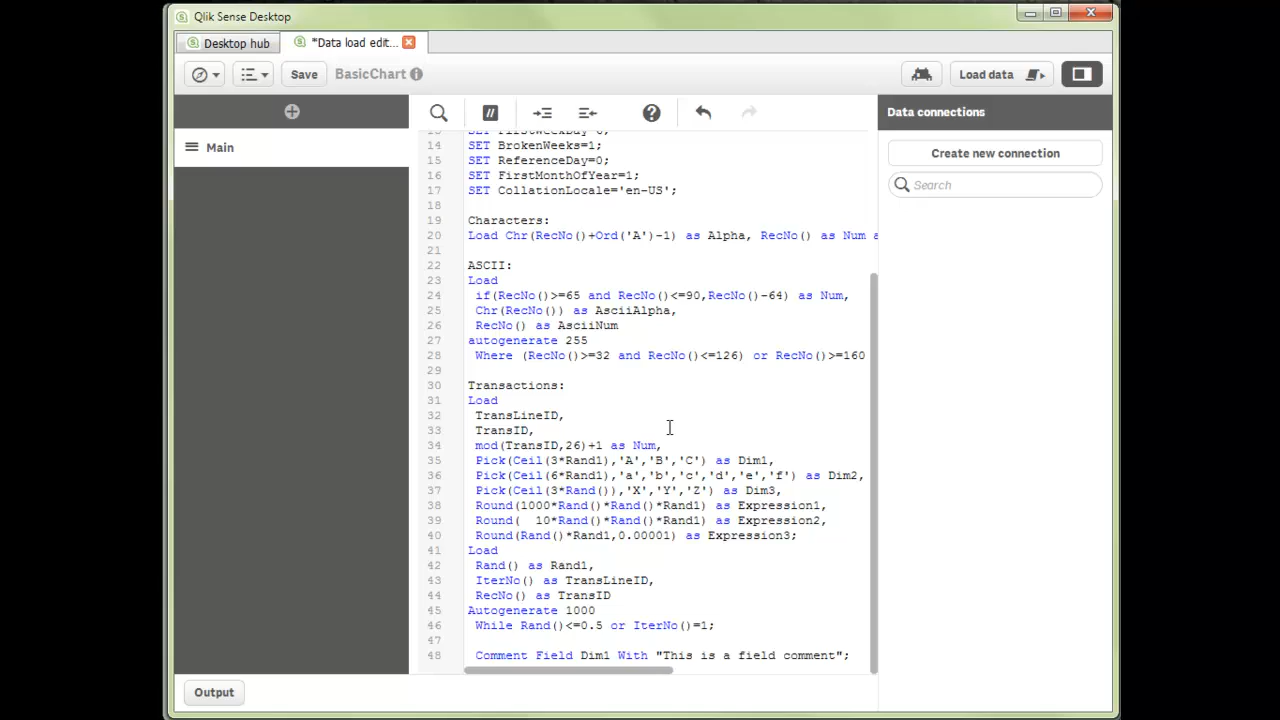 Qlik Sense Desktop
Desktop hub
*Data load edit...
Save
BasicChart
Load data
Data connections
Create new connection
Search
Main
14 SET BrokenWeeks=1;
15 SET ReferenceDay=0;
16 SET FirstMonthOfYear=1;
17 SET CollationLocale='en-US';
18
19 Characters:
20 Load Chr(RecNo()+Ord('A')-1) as Alpha, RecNo() as Num a
21
22 ASCII:
23 Load
24 if(RecNo()>=65 and RecNo()<=90,RecNo()-64) as Num,
25 Chr(RecNo()) as AsciiAlpha,
26 RecNo() as AsciiNum
27 autogenerate 255
28 Where (RecNo()>=32 and RecNo()<=126) or RecNo()>=160
29
30 Transactions:
31 Load
32 TransLineID,
33 TransID,
34 mod(TransID,26)+1 as Num,
35 Pick(Ceil(3*Rand1),'A','B','C') as Dim1,
36 Pick(Ceil(6*Rand1),'a','b','c','d','e','f') as Dim2,
37 Pick(Ceil(3*Rand()),'X','Y','Z') as Dim3,
38 Round(1000*Rand()*Rand()*Rand1) as Expression1,
39 Round(  10*Rand()*Rand()*Rand1) as Expression2,
40 Round(Rand()*Rand1,0.00001) as Expression3;
41 Load
42 Rand() as Rand1,
43 IterNo() as TransLineID,
44 RecNo() as TransID
45 Autogenerate 1000
46 While Rand()<=0.5 or IterNo()=1;
47
48 Comment Field Dim1 With "This is a field comment";
Output